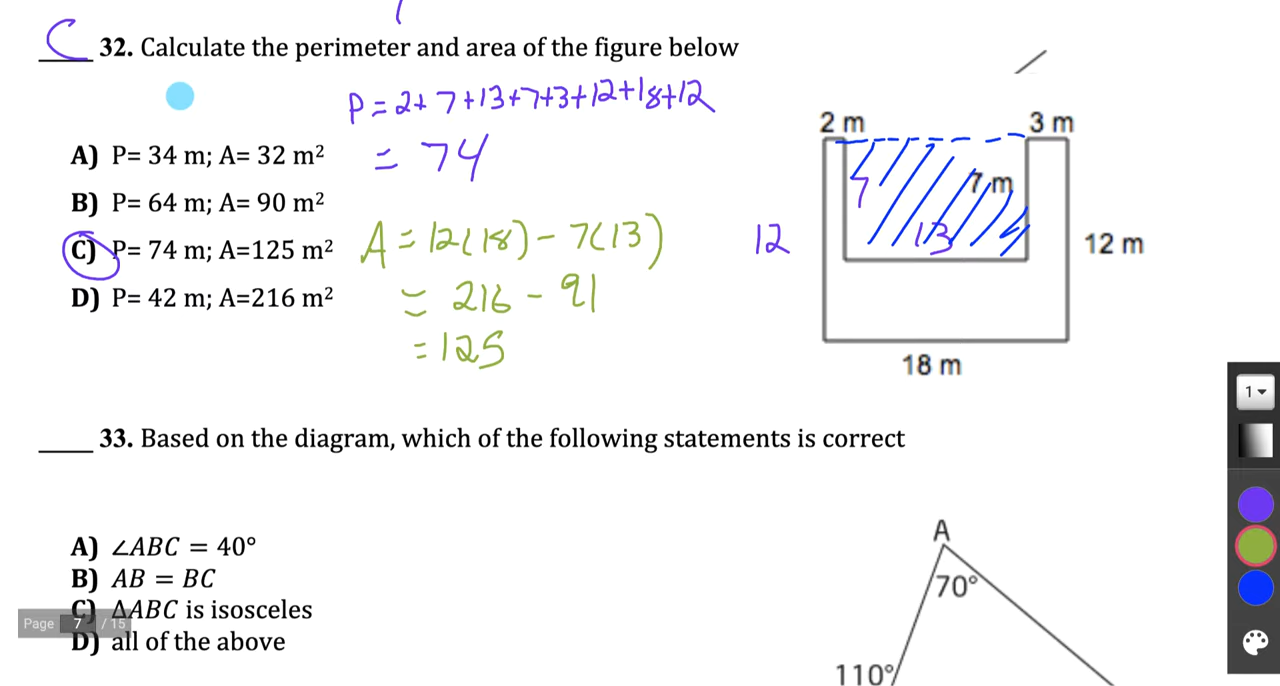 C 32. Calculate the perimeter and area of the figure below
P = 2 + 7 + 13 + 7 + 3 + 12 + 18 + 12
= 74
A) P= 34 m; A= 32 m²
B) P= 64 m; A= 90 m²
C) P= 74 m; A=125 m²
D) P= 42 m; A=216 m²
A = 12(18) - 7(13)
= 216 - 91
= 125
2 m
3 m
7
7 m
13
12
12 m
18 m
1
33. Based on the diagram, which of the following statements is correct
A) ∠ABC = 40°
B) AB = BC
C) ΔABC is isosceles
D) all of the above
Page 7 / 15
A
70°
110°